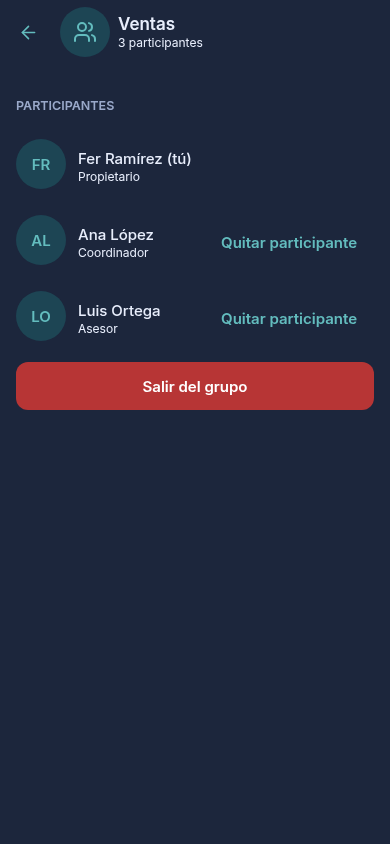 Ventas
3 participantes
PARTICIPANTES
FR
Fer Ramírez (tú)
Propietario
AL
Ana López
Coordinador
Quitar participante
LO
Luis Ortega
Asesor
Quitar participante
Salir del grupo